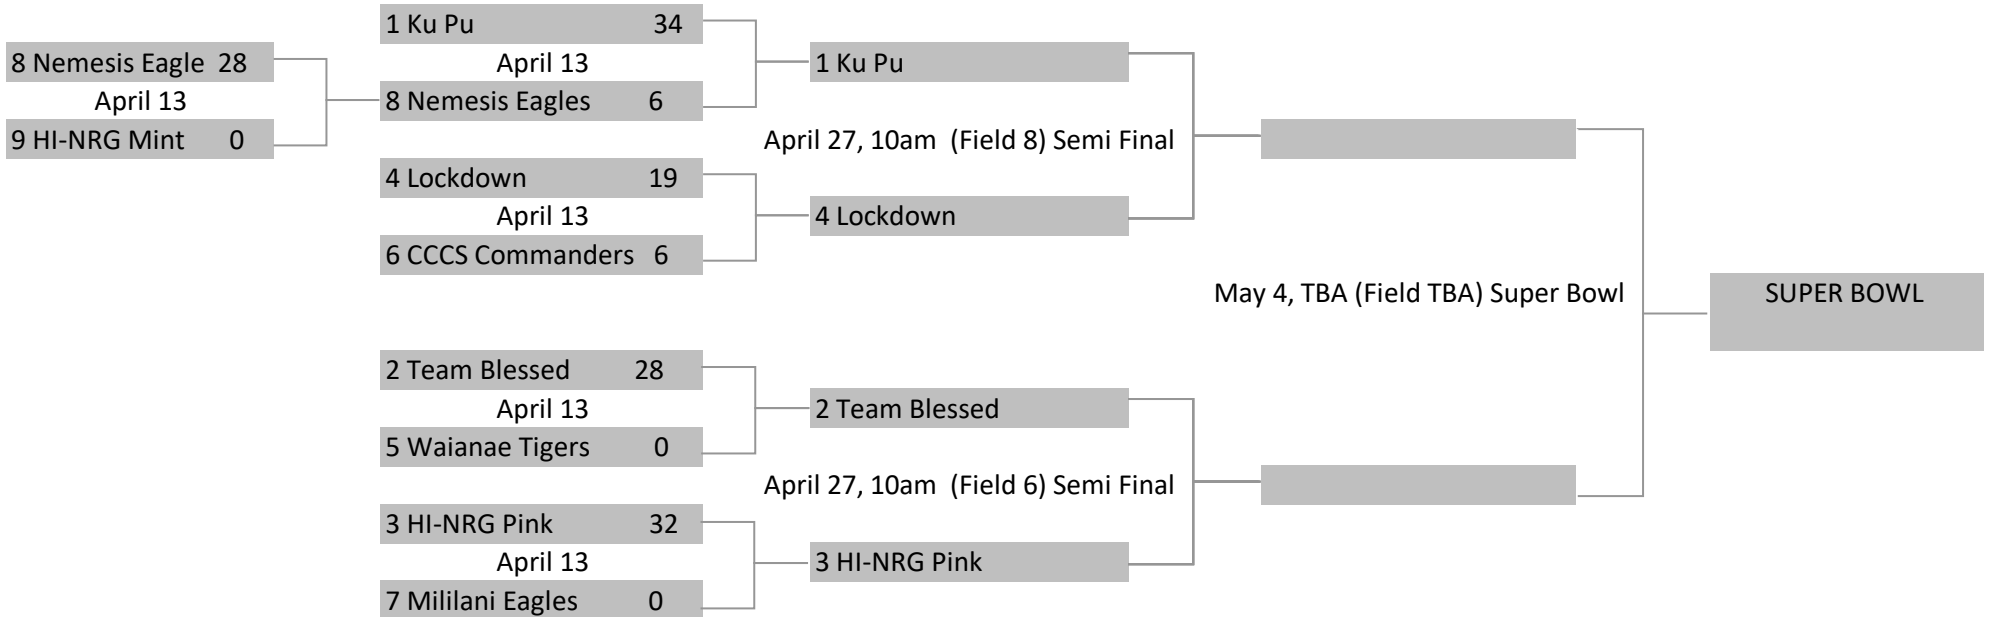 8 Nemesis Eagle 28
April 13
9 HI-NRG Mint 0
1 Ku Pu 34
April 13
8 Nemesis Eagles 6
4 Lockdown 19
April 13
6 CCCS Commanders 6
2 Team Blessed 28
April 13
5 Waianae Tigers 0
3 HI-NRG Pink 32
April 13
7 Mililani Eagles 0
1 Ku Pu
April 27, 10am (Field 8) Semi Final
4 Lockdown
2 Team Blessed
April 27, 10am (Field 6) Semi Final
3 HI-NRG Pink
May 4, TBA (Field TBA) Super Bowl
SUPER BOWL